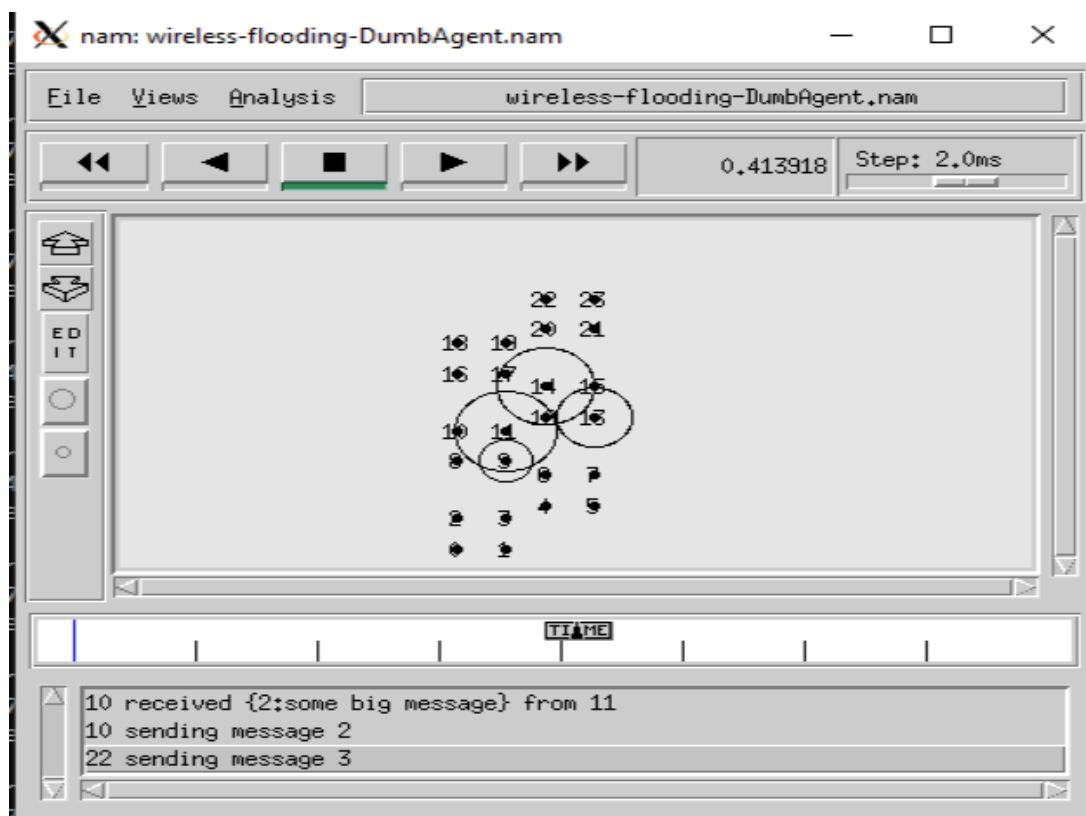 nam: wireless-flooding-DumbAgent.nam
File Views Analysis wireless-flooding-DumbAgent.nam
0.413918 Step: 2.0ms
ED
IT
22 23
20 21
18 19
16 17
14 15
13
10 11
8 9
6 7
4 5
2 3
0 1
TIME
10 received {2:some big message} from 11
10 sending message 2
22 sending message 3